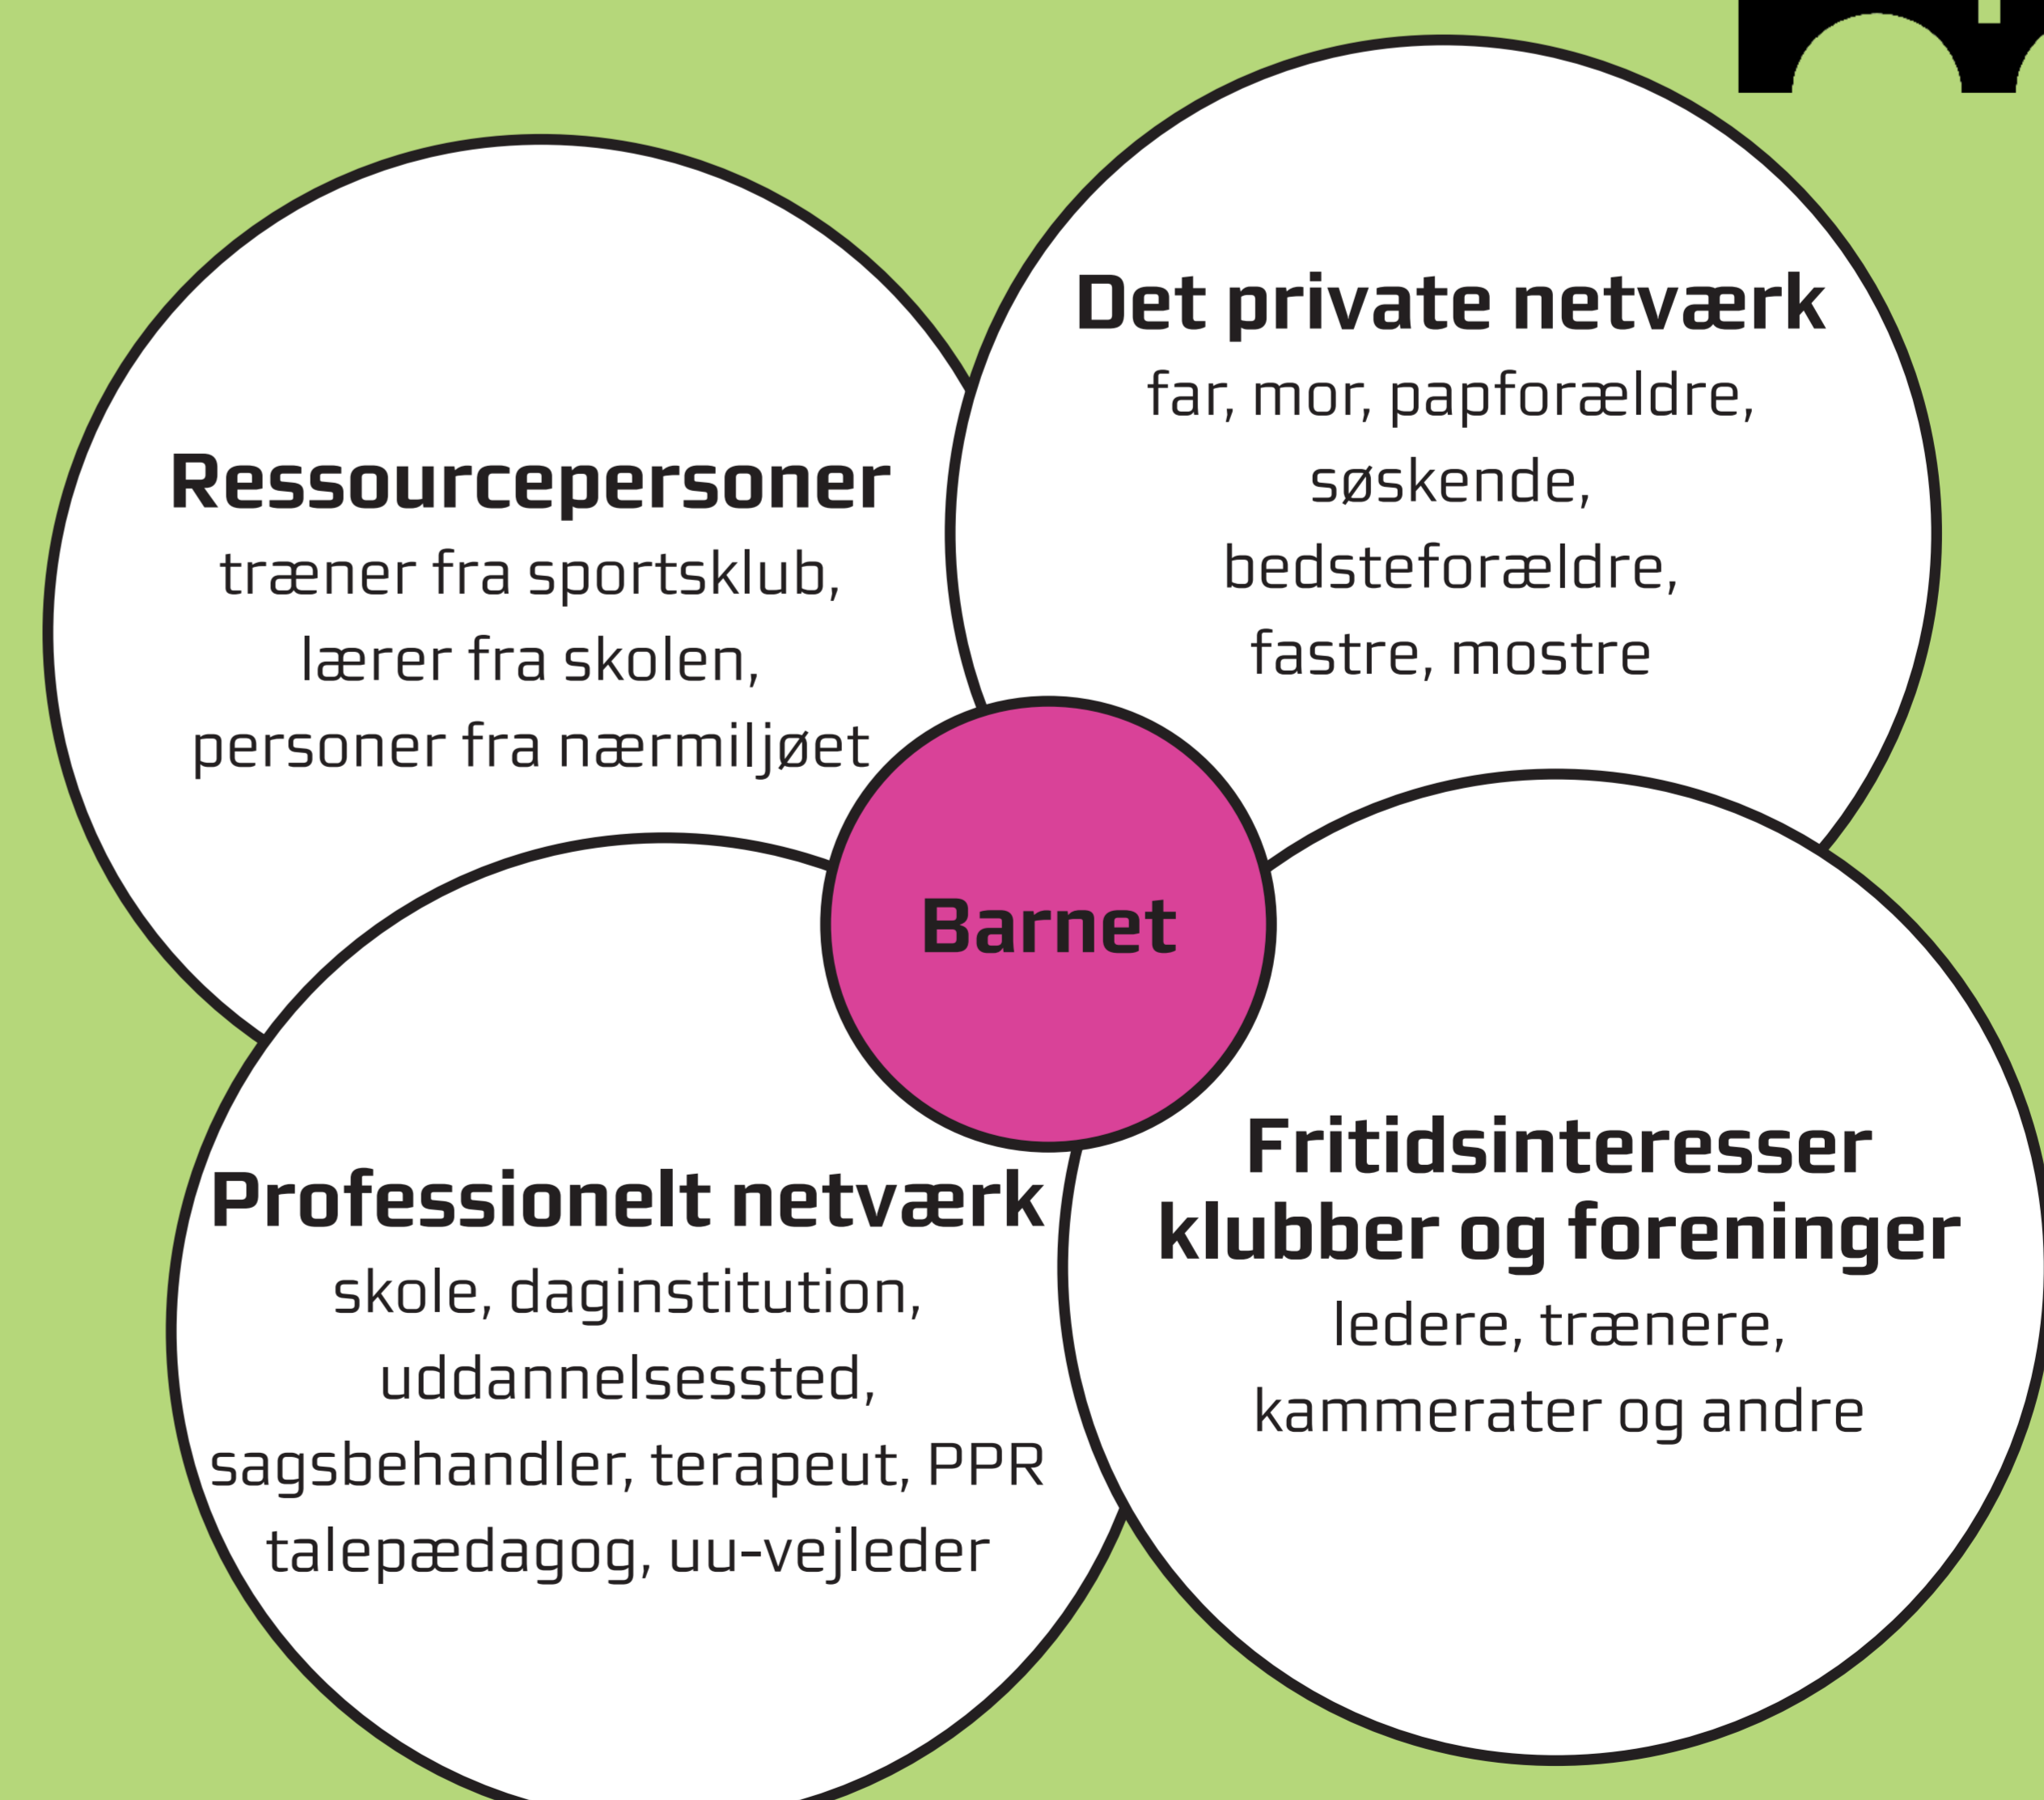 Det private netværk
far, mor, papforældre,
søskende,
bedsteforældre,
fastre, mostre
Ressourcepersoner
træner fra sportsklub,
lærer fra skolen,
personer fra nærmiljøet
Barnet
Professionelt netværk
skole, daginstitution,
uddannelsessted,
sagsbehandler, terapeut, PPR
talepædagog, uu-vejleder
Fritidsinteresser
klubber og foreninger
ledere, trænere,
kammerater og andre